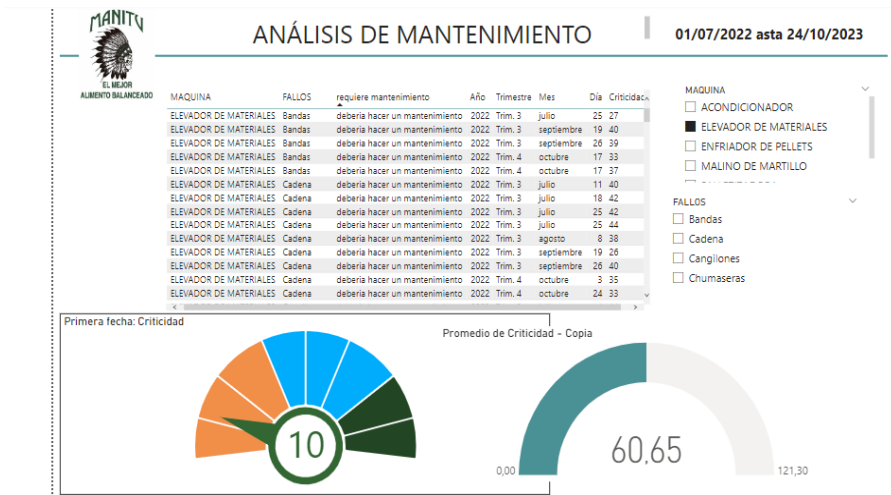 MANITU
EL MEJOR
ALIMENTO BALANCEADO
ANÁLISIS DE MANTENIMIENTO
01/07/2022 asta 24/10/2023
MAQUINA FALLOS requiere mantenimiento Año Trimestre Mes Día Criticidac
ELEVADOR DE MATERIALES Bandas deberia hacer un mantenimiento 2022 Trim. 3 julio 25 27
ELEVADOR DE MATERIALES Bandas deberia hacer un mantenimiento 2022 Trim. 3 septiembre 19 40
ELEVADOR DE MATERIALES Bandas deberia hacer un mantenimiento 2022 Trim. 3 septiembre 26 39
ELEVADOR DE MATERIALES Bandas deberia hacer un mantenimiento 2022 Trim. 4 octubre 17 33
ELEVADOR DE MATERIALES Bandas deberia hacer un mantenimiento 2022 Trim. 4 octubre 17 37
ELEVADOR DE MATERIALES Cadena deberia hacer un mantenimiento 2022 Trim. 3 julio 11 40
ELEVADOR DE MATERIALES Cadena deberia hacer un mantenimiento 2022 Trim. 3 julio 18 42
ELEVADOR DE MATERIALES Cadena deberia hacer un mantenimiento 2022 Trim. 3 julio 25 42
ELEVADOR DE MATERIALES Cadena deberia hacer un mantenimiento 2022 Trim. 3 julio 25 44
ELEVADOR DE MATERIALES Cadena deberia hacer un mantenimiento 2022 Trim. 3 agosto 8 38
ELEVADOR DE MATERIALES Cadena deberia hacer un mantenimiento 2022 Trim. 3 septiembre 19 26
ELEVADOR DE MATERIALES Cadena deberia hacer un mantenimiento 2022 Trim. 3 septiembre 26 40
ELEVADOR DE MATERIALES Cadena deberia hacer un mantenimiento 2022 Trim. 4 octubre 3 35
ELEVADOR DE MATERIALES Cadena deberia hacer un mantenimiento 2022 Trim. 4 octubre 24 33
MAQUINA
ACONDICIONADOR
ELEVADOR DE MATERIALES
ENFRIADOR DE PELLETS
MALINO DE MARTILLO
FALLOS
Bandas
Cadena
Cangilones
Chumaseras
Primera fecha: Criticidad
10
Promedio de Criticidad - Copia
60,65
0,00
121,30